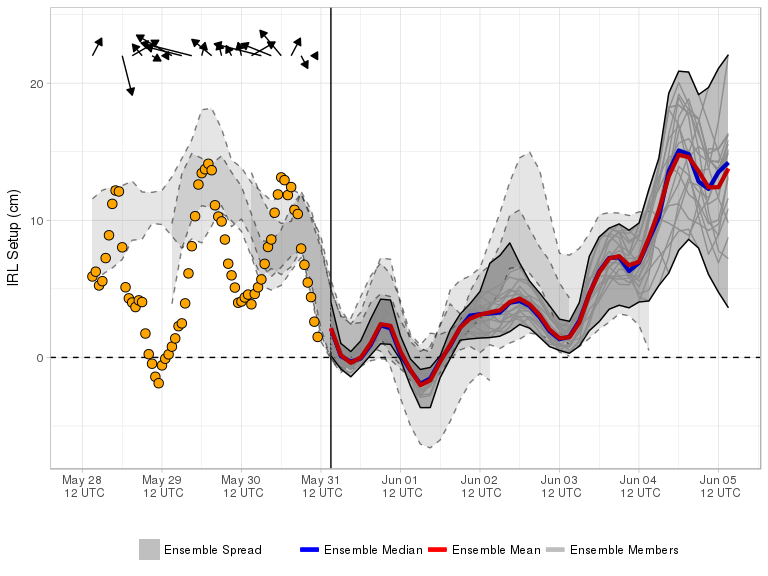 IRL Setup (cm)
20
10
0
May 28 May 29 May 30 May 31 Jun 01 Jun 02 Jun 03 Jun 04 Jun 05
12 UTC 12 UTC 12 UTC 12 UTC 12 UTC 12 UTC 12 UTC 12 UTC 12 UTC
Ensemble Spread Ensemble Median Ensemble Mean Ensemble Members